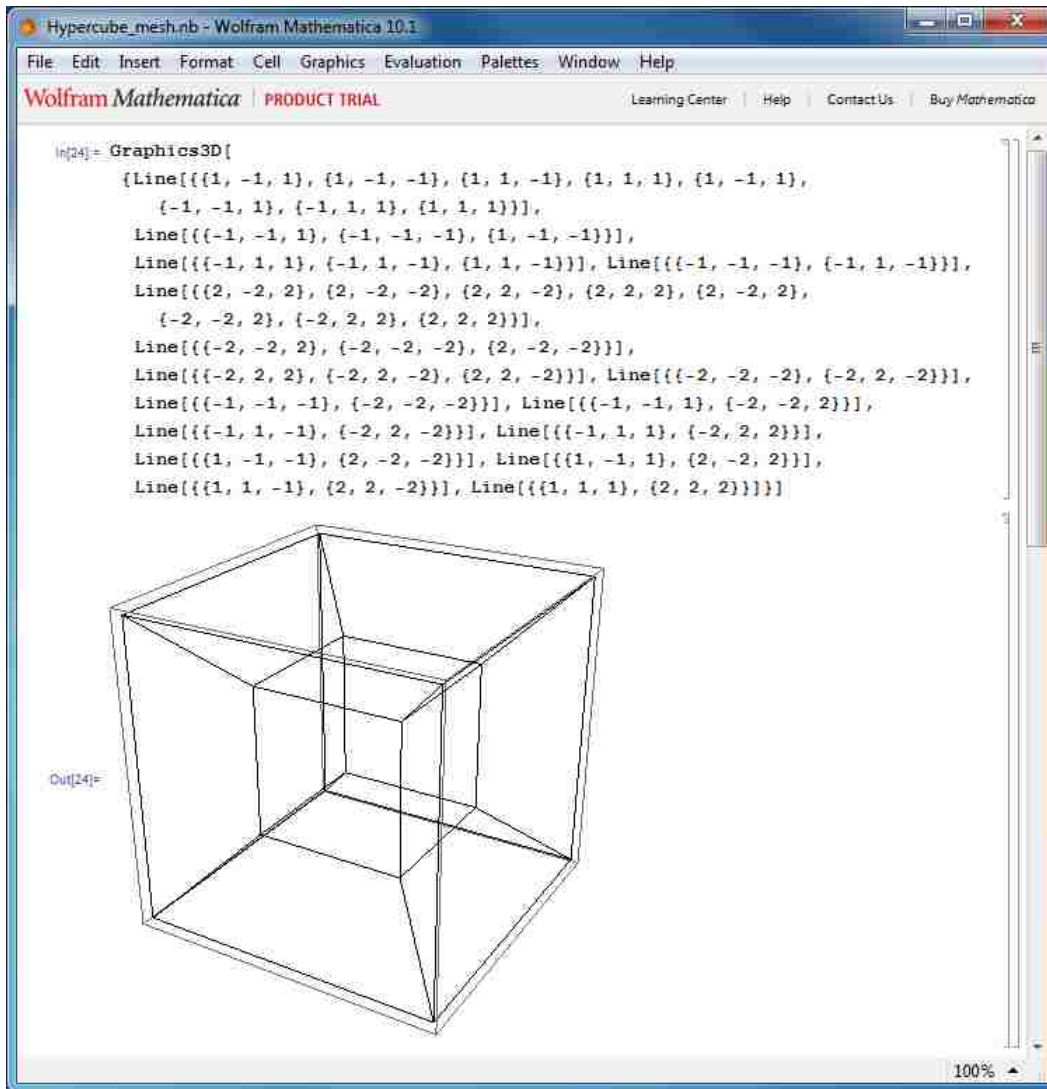 Hypercube_mesh.nb - Wolfram Mathematica 10.1
File Edit Insert Format Cell Graphics Evaluation Palettes Window Help
Wolfram Mathematica | PRODUCT TRIAL Learning Center | Help | Contact Us | Buy Mathematica
In[24]:= Graphics3D[
{Line[{{1, -1, 1}, {1, -1, -1}, {1, 1, -1}, {1, 1, 1}, {1, -1, 1},
{-1, -1, 1}, {-1, 1, 1}, {1, 1, 1}}],
Line[{{-1, -1, 1}, {-1, -1, -1}, {1, -1, -1}}],
Line[{{-1, 1, 1}, {-1, 1, -1}, {1, 1, -1}}], Line[{{-1, -1, -1}, {-1, 1, -1}}],
Line[{{2, -2, 2}, {2, -2, -2}, {2, 2, -2}, {2, 2, 2}, {2, -2, 2},
{-2, -2, 2}, {-2, 2, 2}, {2, 2, 2}}],
Line[{{-2, -2, 2}, {-2, -2, -2}, {2, -2, -2}}],
Line[{{-2, 2, 2}, {-2, 2, -2}, {2, 2, -2}}], Line[{{-2, -2, -2}, {-2, 2, -2}}],
Line[{{-1, -1, -1}, {-2, -2, -2}}], Line[{{-1, -1, 1}, {-2, -2, 2}}],
Line[{{-1, 1, -1}, {-2, 2, -2}}], Line[{{-1, 1, 1}, {-2, 2, 2}}],
Line[{{1, -1, -1}, {2, -2, -2}}], Line[{{1, -1, 1}, {2, -2, 2}}],
Line[{{1, 1, -1}, {2, 2, -2}}], Line[{{1, 1, 1}, {2, 2, 2}}]}]
Out[24]=
100%